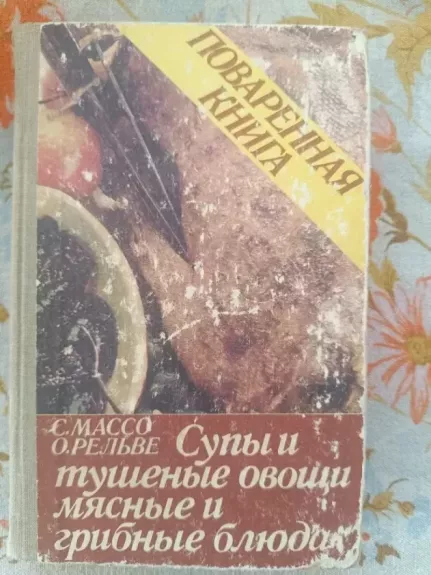 ПОВАРЕННАЯ
КНИГА
С.МАССО
О.РЕЛЬВЕ
Супы и
тушеные овощи
мясные и
грибные блюда